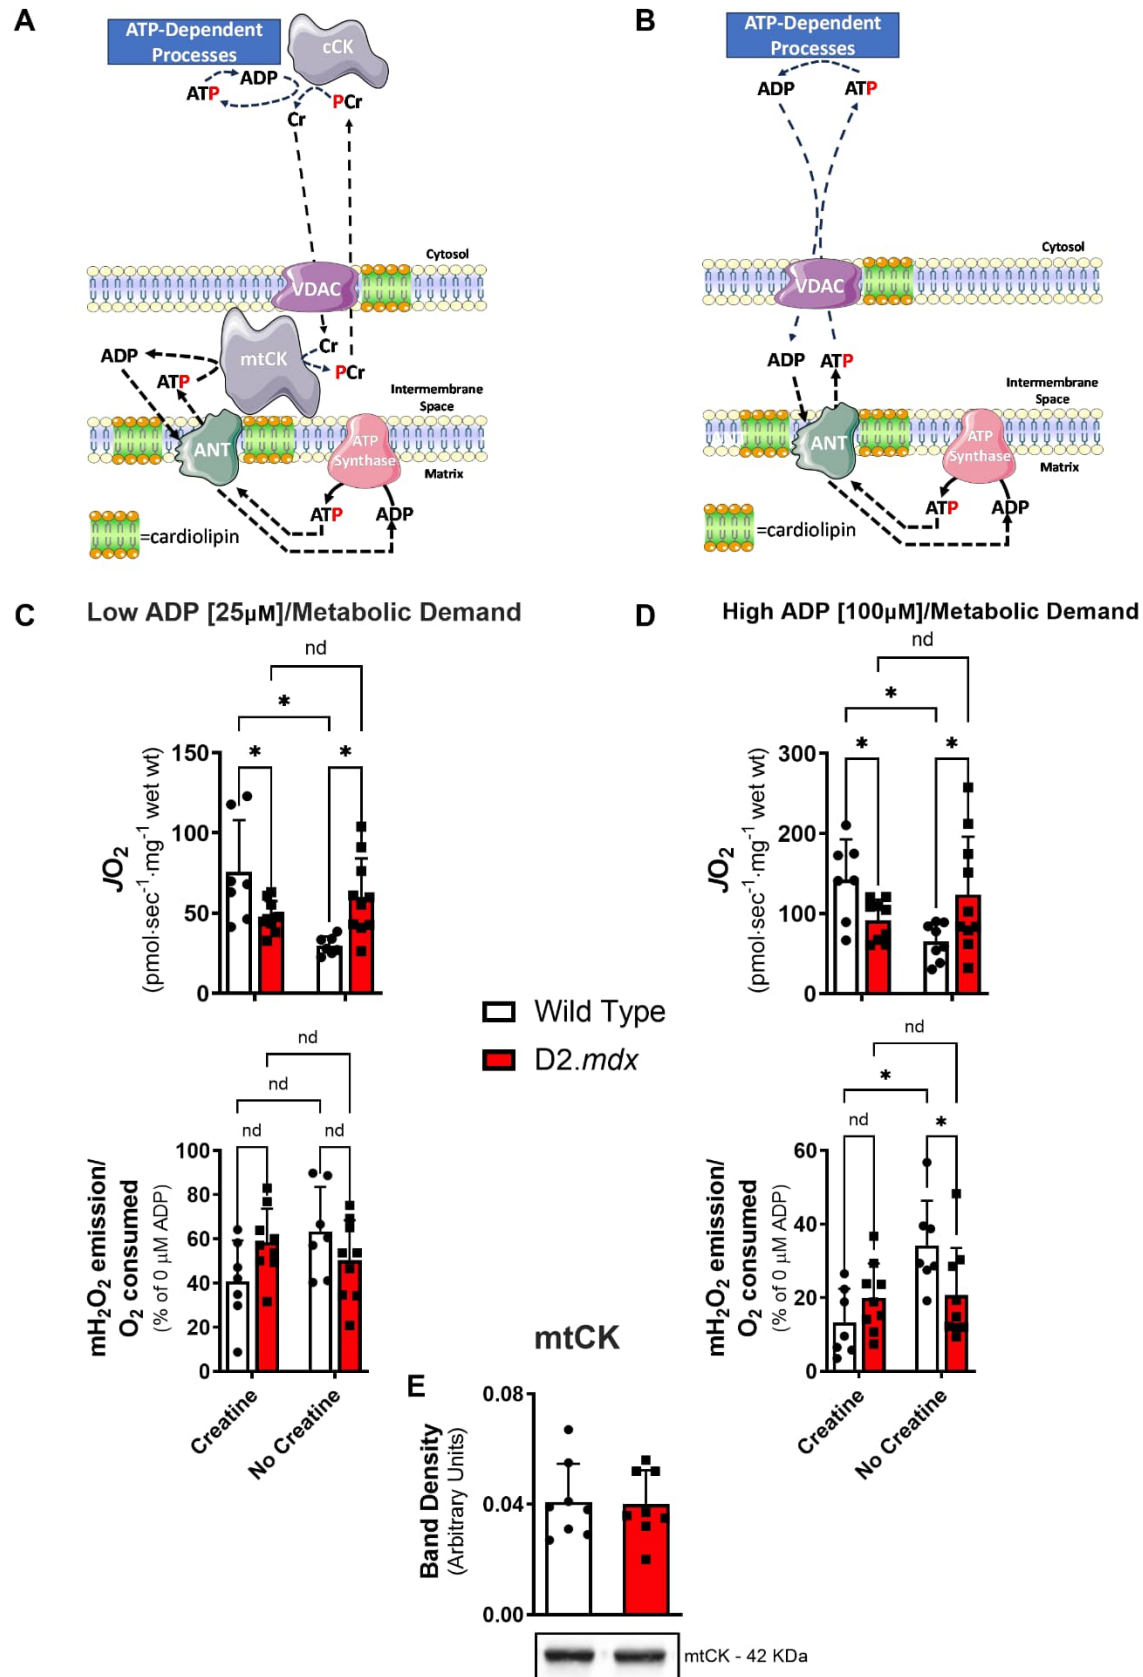 A
ATP-Dependent
Processes
cCK
ADP
ATP
PCr
Cr
Cytosol
VDAC
Cr
mtCK
ADP
ATP
PCr
Intermembrane
Space
ANT
ATP
Synthase
Matrix
ATP
ADP
=cardiolipin
B
ATP-Dependent
Processes
ADP
ATP
Cytosol
VDAC
ADP
ATP
Intermembrane
Space
ANT
ATP
Synthase
Matrix
ATP
ADP
=cardiolipin
C
Low ADP [25µM]/Metabolic Demand
nd
*
*
*
150
100
50
0
JO₂
(pmol·sec⁻¹·mg⁻¹ wet wt)
D
High ADP [100µM]/Metabolic Demand
nd
*
*
*
300
200
100
0
JO₂
(pmol·sec⁻¹·mg⁻¹ wet wt)
Wild Type
D2.mdx
nd
nd
nd
nd
100
80
60
40
20
0
mH₂O₂ emission/
O₂ consumed
(% of 0 µM ADP)
Creatine
No Creatine
nd
*
nd
*
60
40
20
0
mH₂O₂ emission/
O₂ consumed
(% of 0 µM ADP)
Creatine
No Creatine
mtCK
E
0.08
0.04
0.00
Band Density
(Arbitrary Units)
mtCK - 42 KDa